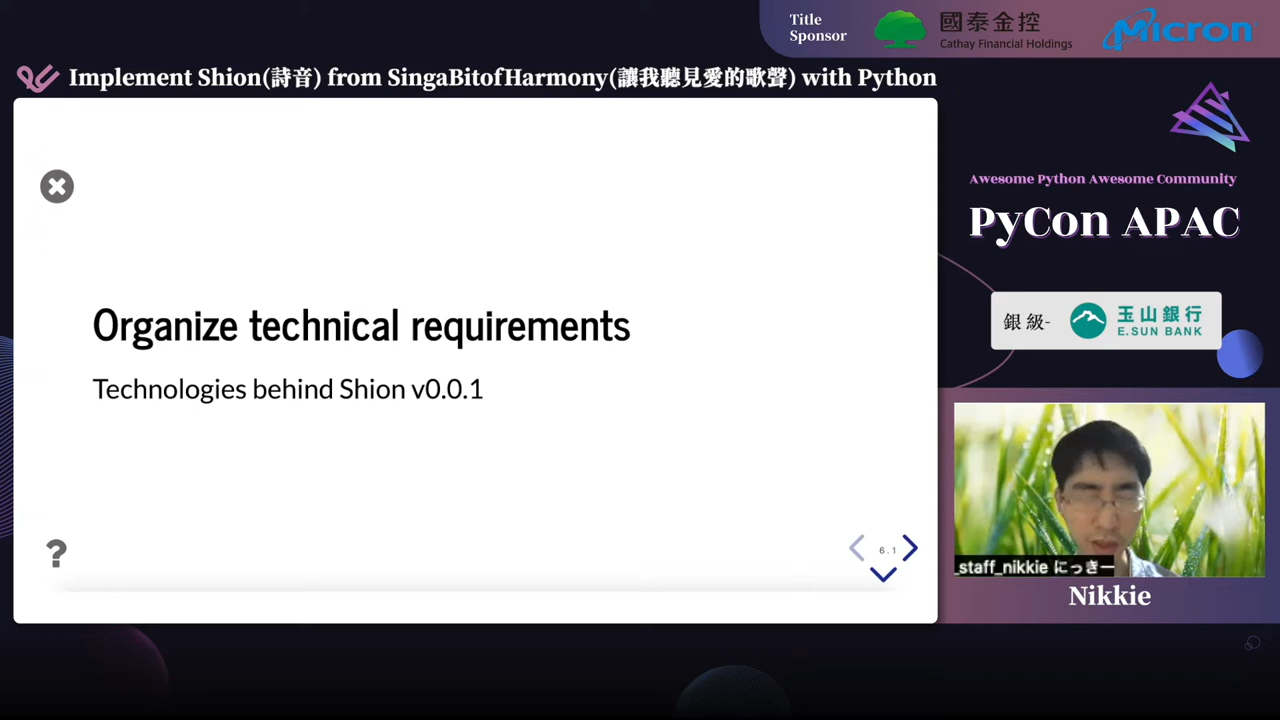 Title
Sponsor
國泰金控
Cathay Financial Holdings
Micron
Implement Shion(詩音) from SingaBitofHarmony(讓我聽見愛的歌聲) with Python
Awesome Python Awesome Community
PyCon APAC
銀級-
玉山銀行
E.SUN BANK
Organize technical requirements
Technologies behind Shion v0.0.1
?
6.1
_staff_nikkie にっきー
Nikkie